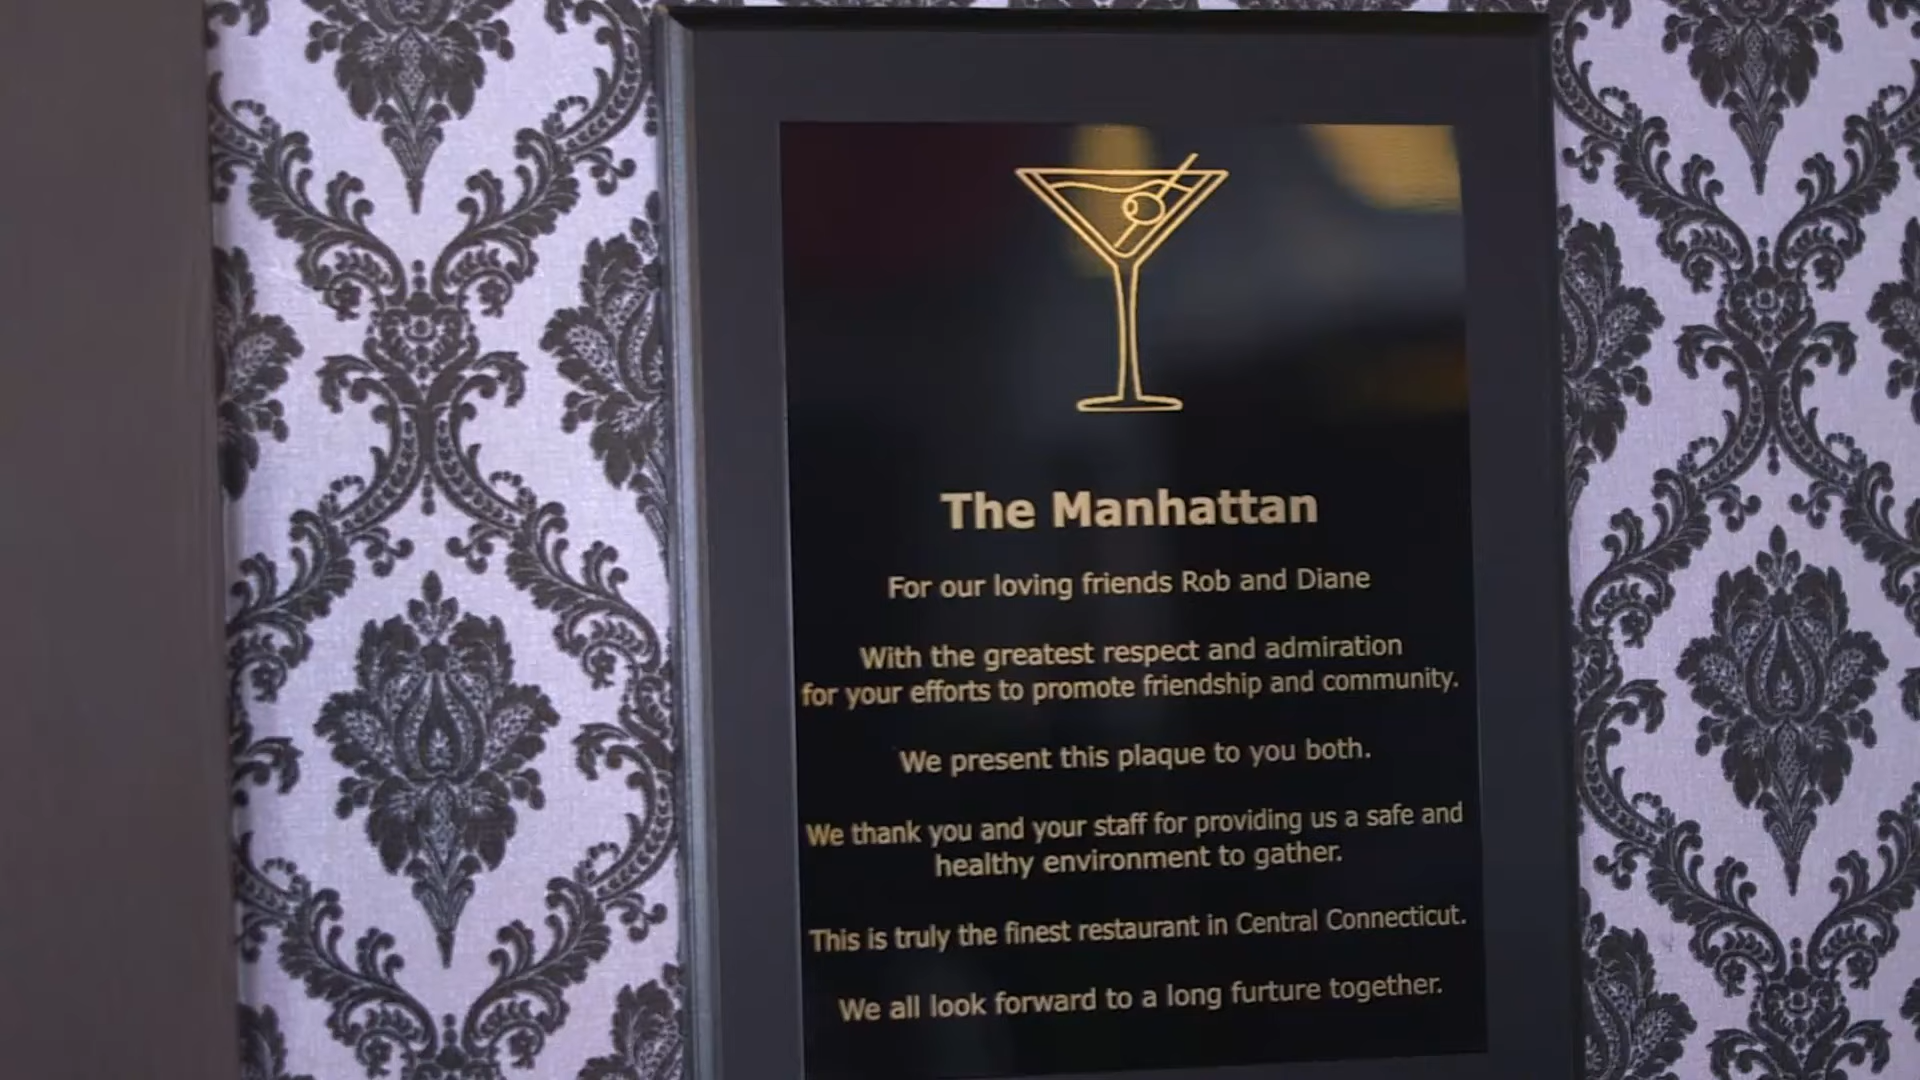 The Manhattan
For our loving friends Rob and Diane
With the greatest respect and admiration
for your efforts to promote friendship and community.
We present this plaque to you both.
We thank you and your staff for providing us a safe and
healthy environment to gather.
This is truly the finest restaurant in Central Connecticut.
We all look forward to a long furture together.